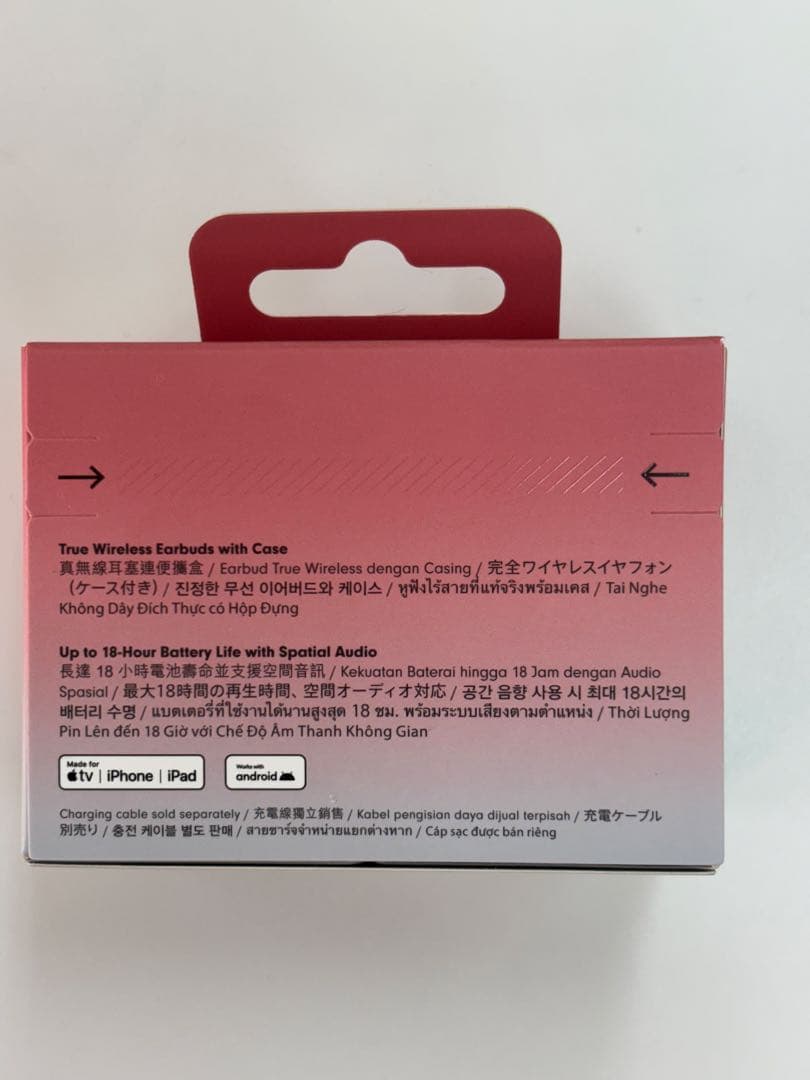 True Wireless Earbuds with Case
真無線耳塞連便攜盒 / Earbud True Wireless dengan Casing / 完全ワイヤレスイヤフォン
（ケース付き）/ 진정한 무선 이어버드와 케이스 / หูฟังไร้สายที่แท้จริงพร้อมเคส / Tai Nghe
Không Dây Đích Thực có Hộp Đựng
Up to 18-Hour Battery Life with Spatial Audio
長達 18 小時電池壽命並支援空間音訊 / Kekuatan Baterai hingga 18 Jam dengan Audio
Spasial / 最大18時間の再生時間、空間オーディオ対応 / 공간 음향 사용 시 최대 18시간의
배터리 수명 / แบตเตอรี่ที่ใช้งานได้นานสูงสุด 18 ชม. พร้อมระบบเสียงตามตำแหน่ง / Thời Lượng
Pin Lên đến 18 Giờ với Chế Độ Âm Thanh Không Gian
Made for
tv | iPhone | iPad
Works with
android
Charging cable sold separately / 充電線獨立銷售 / Kabel pengisian daya dijual terpisah / 充電ケーブル
別売り / 충전 케이블 별도 판매 / สายชาร์จจำหน่ายแยกต่างหาก / Cáp sạc được bán riêng